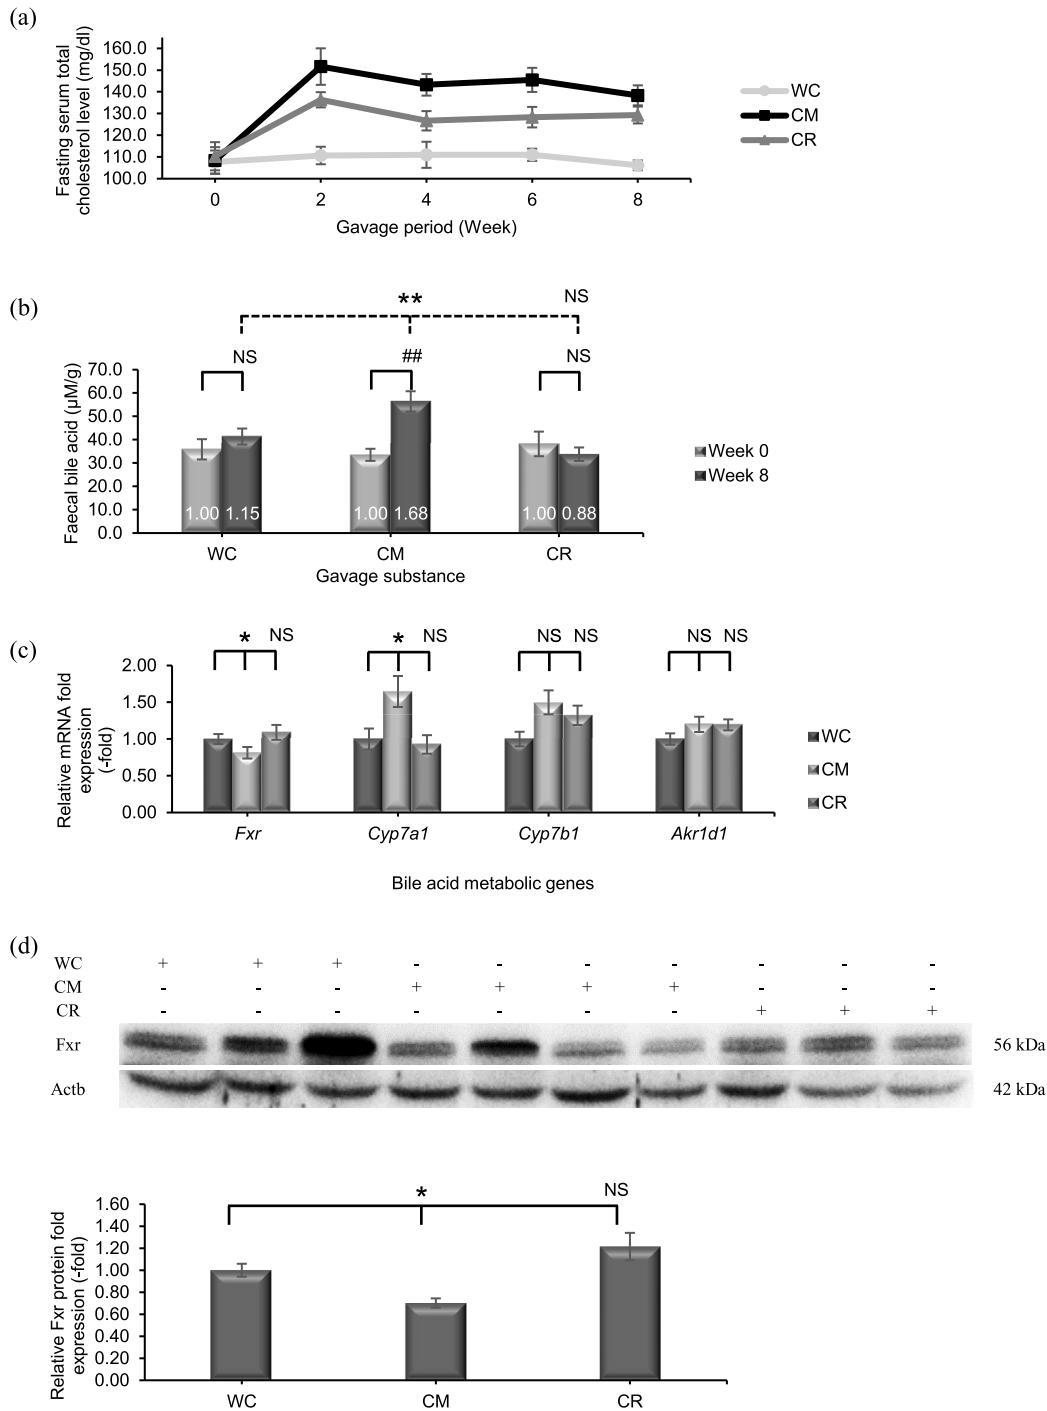 (a)
Fasting serum total
cholesterol level (mg/dl)
160.0
150.0
140.0
130.0
120.0
110.0
100.0
0 2 4 6 8
Gavage period (Week)
WC
CM
CR
(b)
** NS
NS ## NS
Faecal bile acid (µM/g)
70.0
60.0
50.0
40.0
30.0
20.0
10.0
0.0
1.00 1.15 1.00 1.68 1.00 0.88
WC CM CR
Gavage substance
Week 0
Week 8
(c)
* NS * NS NS NS NS NS
Relative mRNA fold
expression
(-fold)
2.00
1.50
1.00
0.50
0.00
Fxr Cyp7a1 Cyp7b1 Akr1d1
Bile acid metabolic genes
WC
CM
CR
(d)
WC + + + - - - - - - -
CM - - - + + + + - - -
CR - - - - - - - + + +
Fxr 56 kDa
Actb 42 kDa
* NS
Relative Fxr protein fold
expression (-fold)
1.60
1.40
1.20
1.00
0.80
0.60
0.40
0.20
0.00
WC CM CR